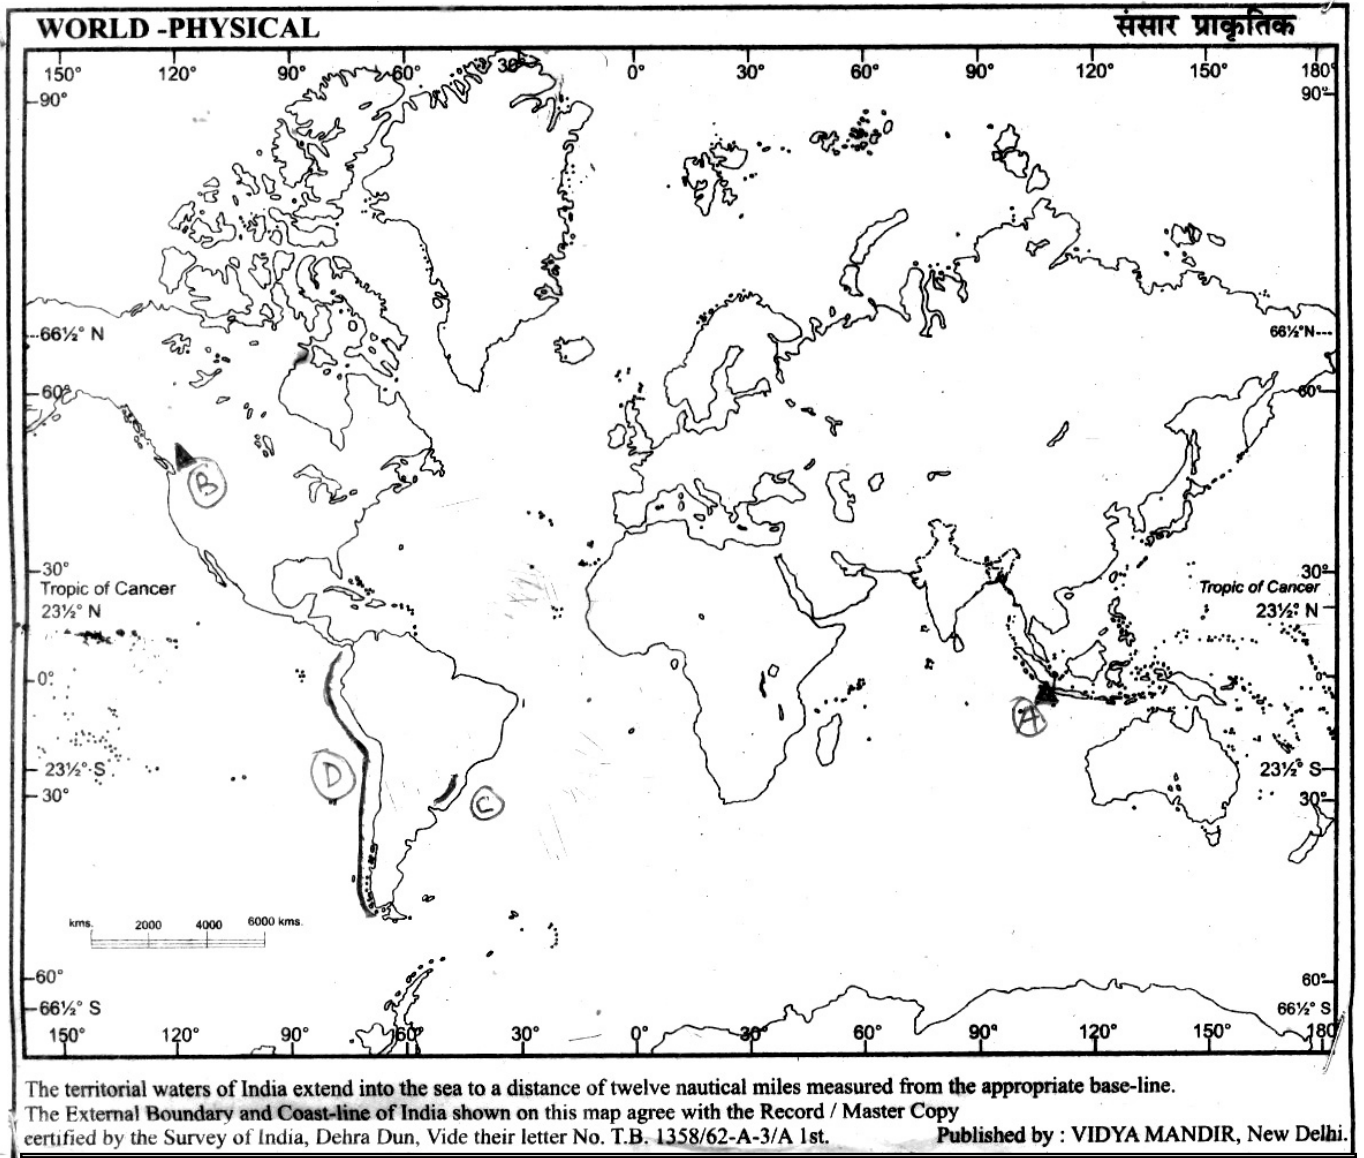 WORLD -PHYSICAL
संसार प्राकृतिक
150° 120° 90° 60° 30° 0° 30° 60° 90° 120° 150° 180°
90° 90°
66½° N 66½°N
60° 60°
B
30° 30°
Tropic of Cancer Tropic of Cancer
23½° N 23½° N
0° 0°
A
D
23½° S 23½° S
30° 30°
C
kms. 2000 4000 6000 kms.
60° 60°
66½° S 66½° S
150° 120° 90° 60° 30° 0° 30° 60° 90° 120° 150° 180
The territorial waters of India extend into the sea to a distance of twelve nautical miles measured from the appropriate base-line.
The External Boundary and Coast-line of India shown on this map agree with the Record / Master Copy
certified by the Survey of India, Dehra Dun, Vide their letter No. T.B. 1358/62-A-3/A 1st. Published by : VIDYA MANDIR, New Delhi.